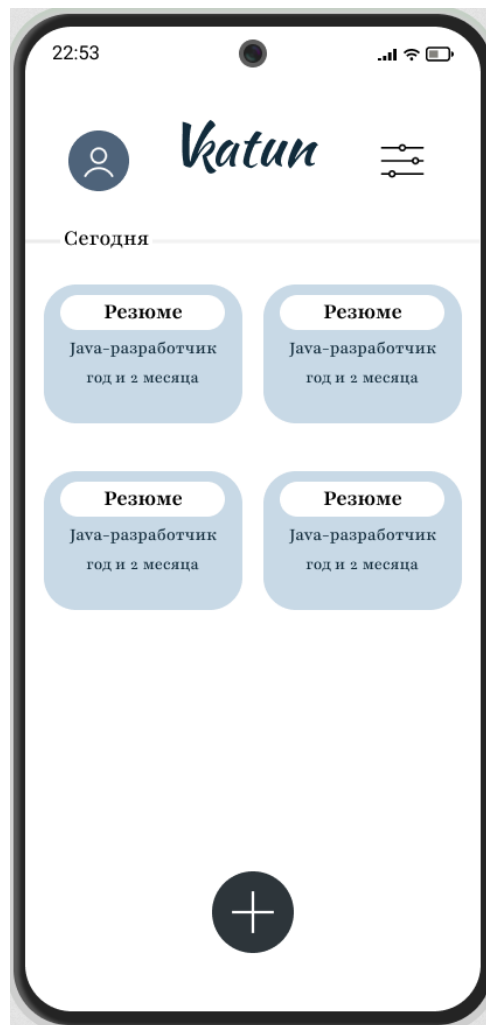 22:53
Vkatun
Сегодня
Резюме
Java-разработчик
год и 2 месяца
Резюме
Java-разработчик
год и 2 месяца
Резюме
Java-разработчик
год и 2 месяца
Резюме
Java-разработчик
год и 2 месяца